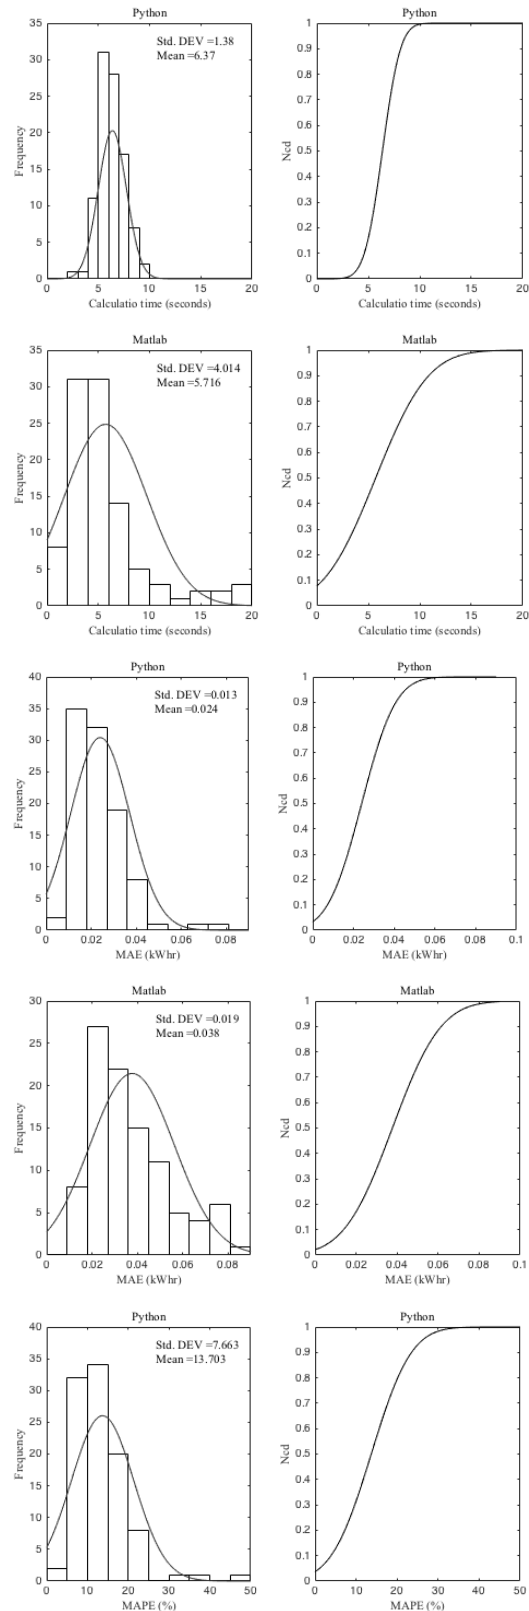 Python
35
30
25
20
15
10
5
0
Frequency
Std. DEV =1.38
Mean =6.37
0 5 10 15 20
Calculatio time (seconds)
Python
1
0.9
0.8
0.7
0.6
0.5
0.4
0.3
0.2
0.1
0
Ncd
0 5 10 15 20
Calculatio time (seconds)
Matlab
35
30
25
20
15
10
5
0
Frequency
Std. DEV =4.014
Mean =5.716
0 5 10 15 20
Calculatio time (seconds)
Matlab
1
0.9
0.8
0.7
0.6
0.5
0.4
0.3
0.2
0.1
0
Ncd
0 5 10 15 20
Calculatio time (seconds)
Python
40
35
30
25
20
15
10
5
0
Frequency
Std. DEV =0.013
Mean =0.024
0 0.02 0.04 0.06 0.08
MAE (kWhr)
Python
1
0.9
0.8
0.7
0.6
0.5
0.4
0.3
0.2
0.1
0
Ncd
0 0.02 0.04 0.06 0.08 0.1
MAE (kWhr)
Matlab
30
25
20
15
10
5
0
Frequency
Std. DEV =0.019
Mean =0.038
0 0.02 0.04 0.06 0.08
MAE (kWhr)
Matlab
1
0.9
0.8
0.7
0.6
0.5
0.4
0.3
0.2
0.1
0
Ncd
0 0.02 0.04 0.06 0.08 0.1
MAE (kWhr)
Python
40
35
30
25
20
15
10
5
0
Frequency
Std. DEV =7.663
Mean =13.703
0 10 20 30 40 50
MAPE (%)
Python
1
0.9
0.8
0.7
0.6
0.5
0.4
0.3
0.2
0.1
0
Ncd
0 10 20 30 40 50
MAPE (%)